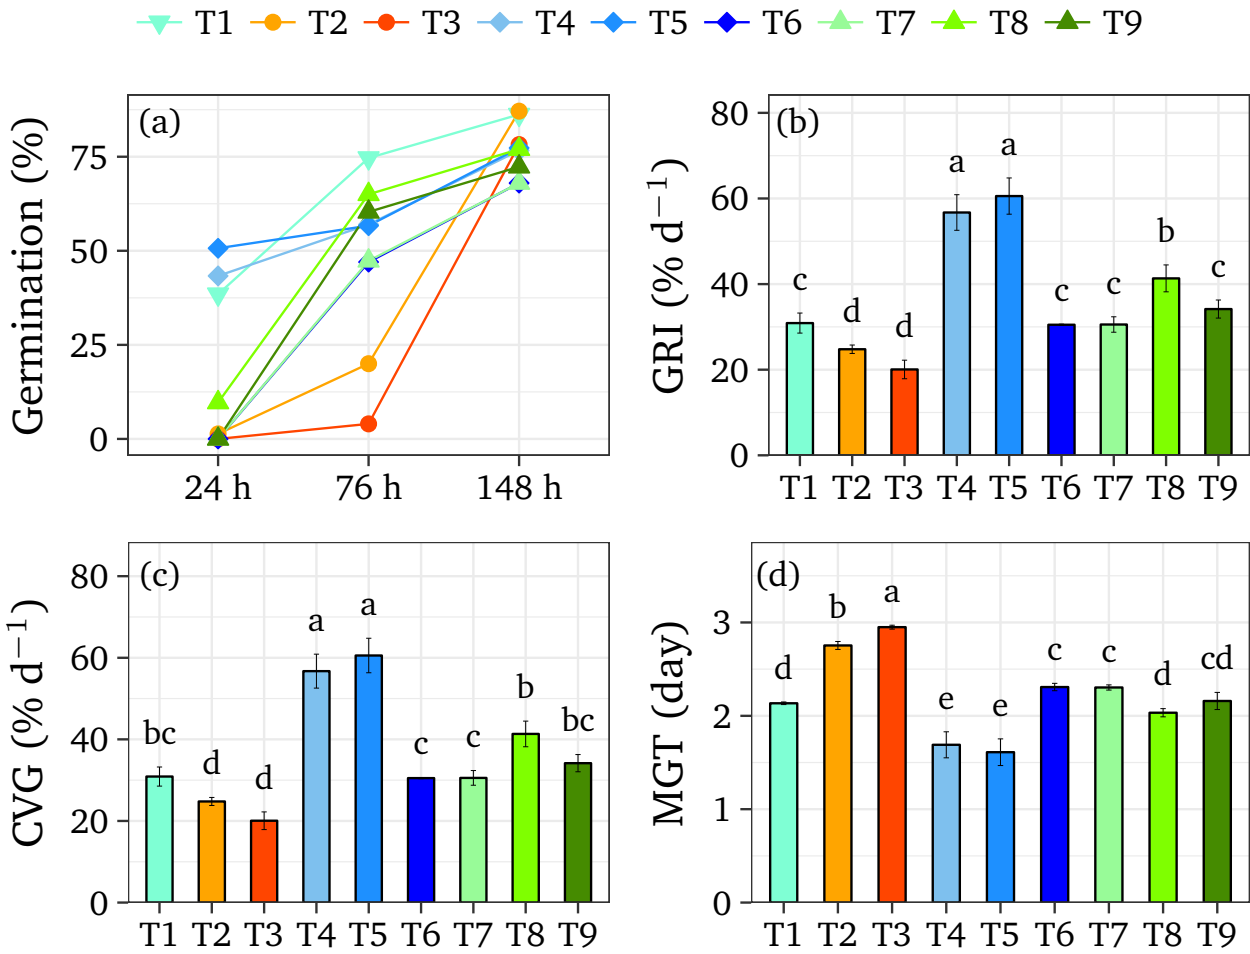 T1 T2 T3 T4 T5 T6 T7 T8 T9
(a)
Germination (%)
75
50
25
0
24 h 76 h 148 h
(b)
GRI (% d⁻¹)
80
60
40
20
0
c d d a a c c b c
T1 T2 T3 T4 T5 T6 T7 T8 T9
(c)
CVG (% d⁻¹)
80
60
40
20
0
bc d d a a c c b bc
T1 T2 T3 T4 T5 T6 T7 T8 T9
(d)
MGT (day)
3
2
1
0
d b a e e c c d cd
T1 T2 T3 T4 T5 T6 T7 T8 T9